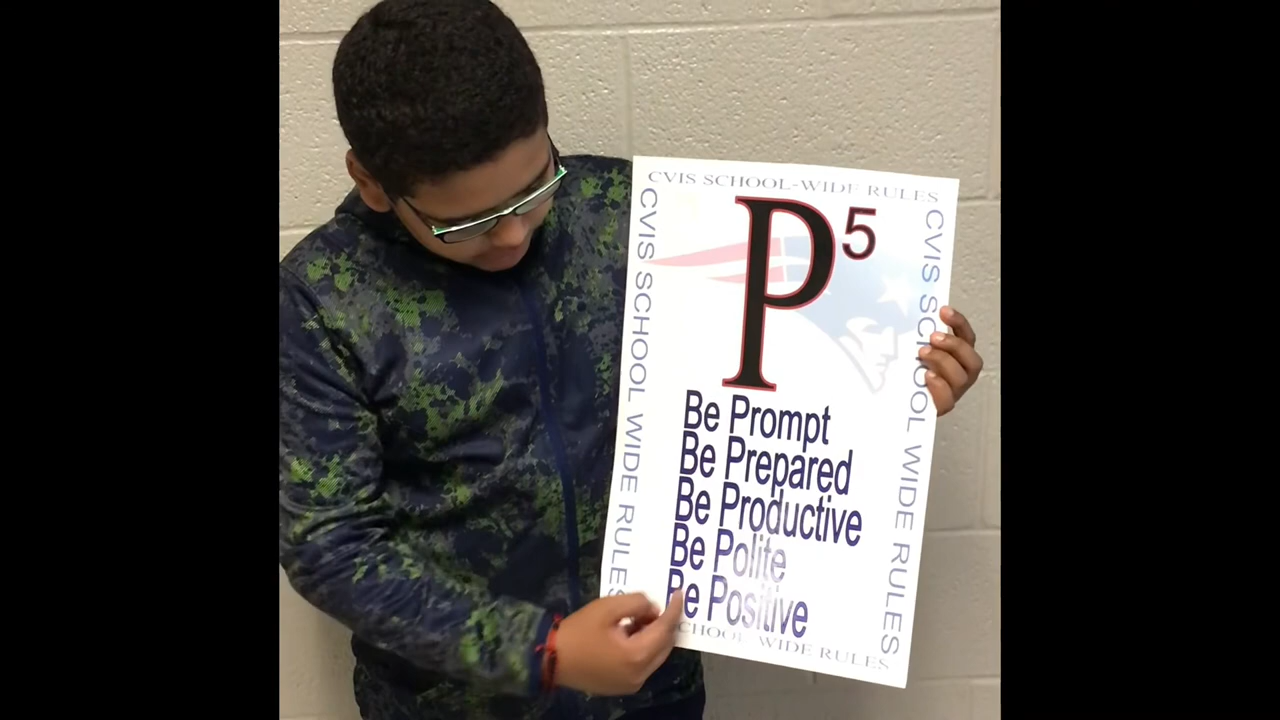 CVIS SCHOOL-WIDE RULES
CVIS SCHOOL WIDE RULES
P5
CVIS SCHOOL WIDE RULES
Be Prompt
Be Prepared
Be Productive
Be Polite
Be Positive
SCHOOL WIDE RULES